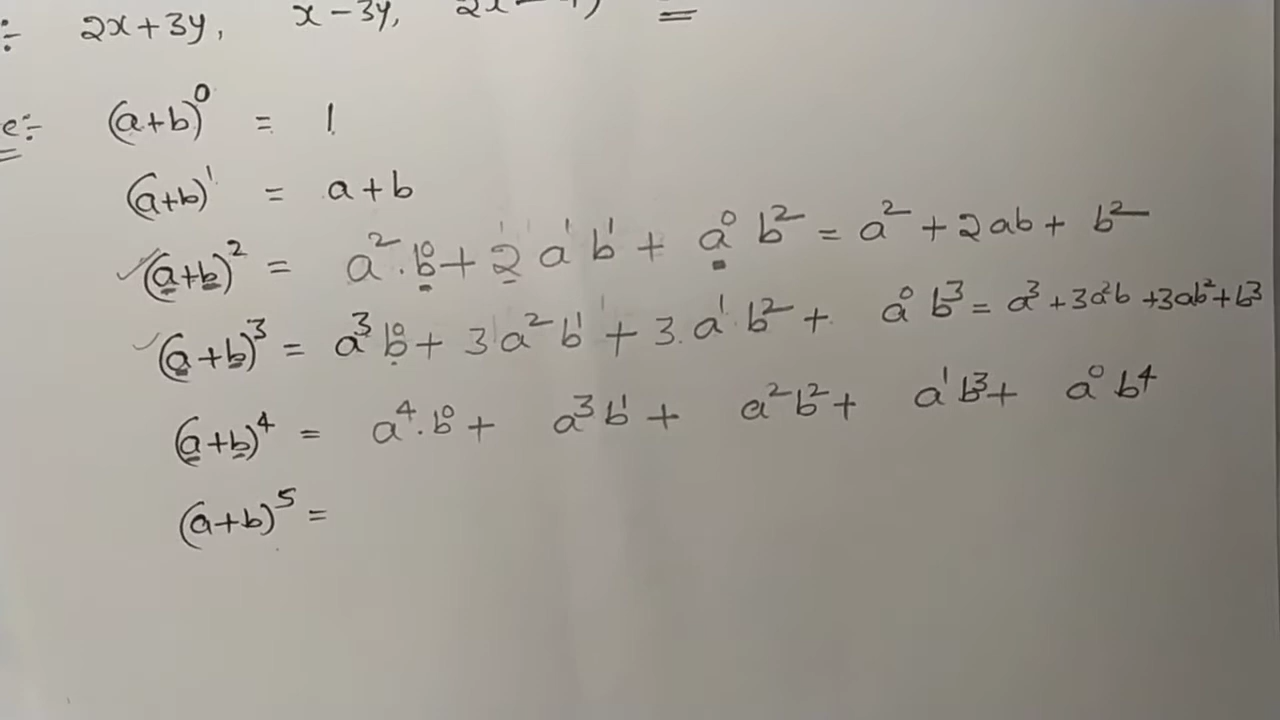 ÷ 2x+3y, x-3y, 2x
e÷ (a+b)⁰ = 1
(a+b)¹ = a+b
(a+b)² = a².b⁰ + 2 a¹ b¹ + a⁰ b² = a² + 2ab + b²
(a+b)³ = a³ b⁰ + 3 a² b¹ + 3. a¹ b² + a⁰ b³ = a³ + 3a²b + 3ab² + b³
(a+b)⁴ = a⁴.b⁰ + a³ b¹ + a² b² + a¹ b³ + a⁰ b⁴
(a+b)⁵ =